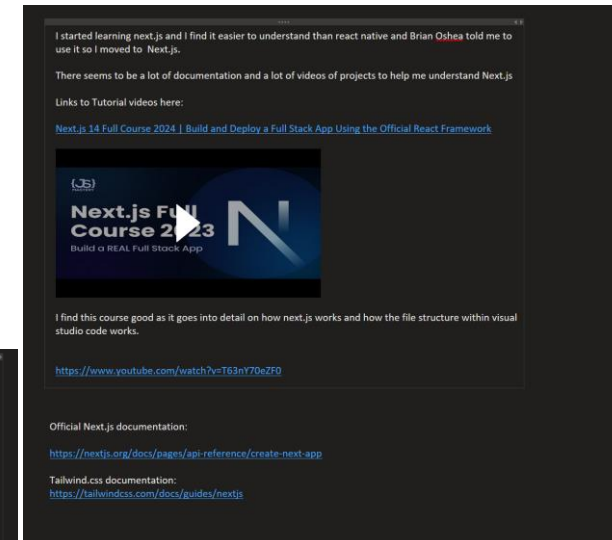 I started learning next.js and I find it easier to understand than react native and Brian Oshea told me to
use it so I moved to Next.js.
There seems to be a lot of documentation and a lot of videos of projects to help me understand Next.js
Links to Tutorial videos here:
Next.js 14 Full Course 2024 | Build and Deploy a Full Stack App Using the Official React Framework
{JS}
Next.js Full
Course 2023
Build a REAL Full Stack App
I find this course good as it goes into detail on how next.js works and how the file structure within visual
studio code works.
https://www.youtube.com/watch?v=T63nY70eZF0
Official Next.js documentation:
https://nextjs.org/docs/pages/api-reference/create-next-app
Tailwind.css documentation:
https://tailwindcss.com/docs/guides/nextjs